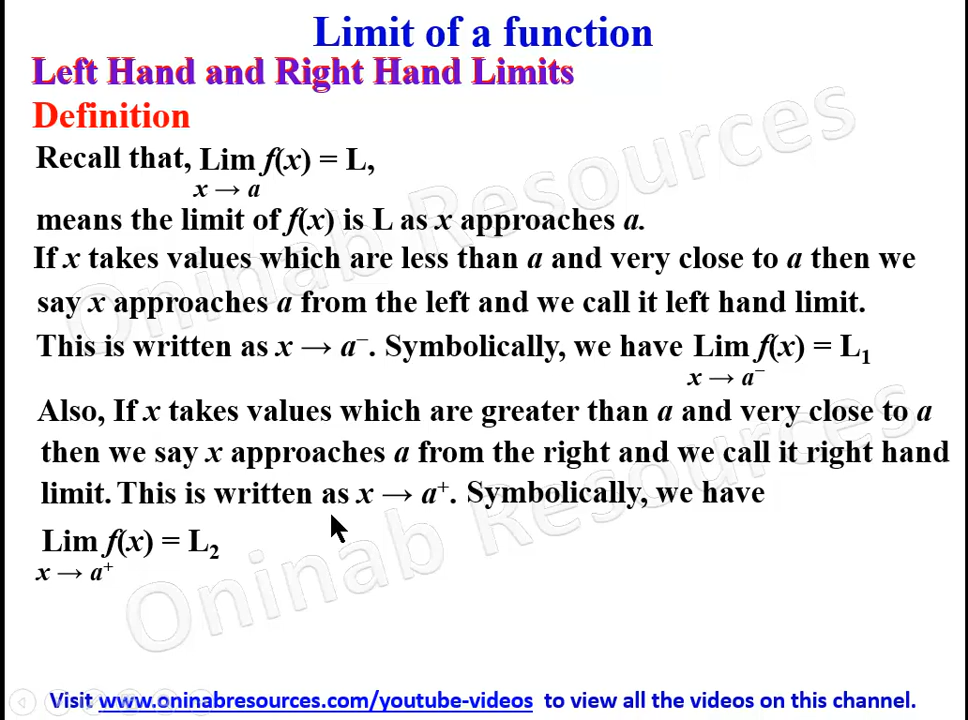 Limit of a function
Left Hand and Right Hand Limits
Definition
Recall that, Lim f(x) = L,
x → a
means the limit of f(x) is L as x approaches a.
If x takes values which are less than a and very close to a then we
say x approaches a from the left and we call it left hand limit.
This is written as x → a⁻. Symbolically, we have Lim f(x) = L₁
x → a⁻
Also, If x takes values which are greater than a and very close to a
then we say x approaches a from the right and we call it right hand
limit. This is written as x → a⁺. Symbolically, we have
Lim f(x) = L₂
x → a⁺
Oninab Resources
Oninab Resources
Visit www.oninabresources.com/youtube-videos to view all the videos on this channel.